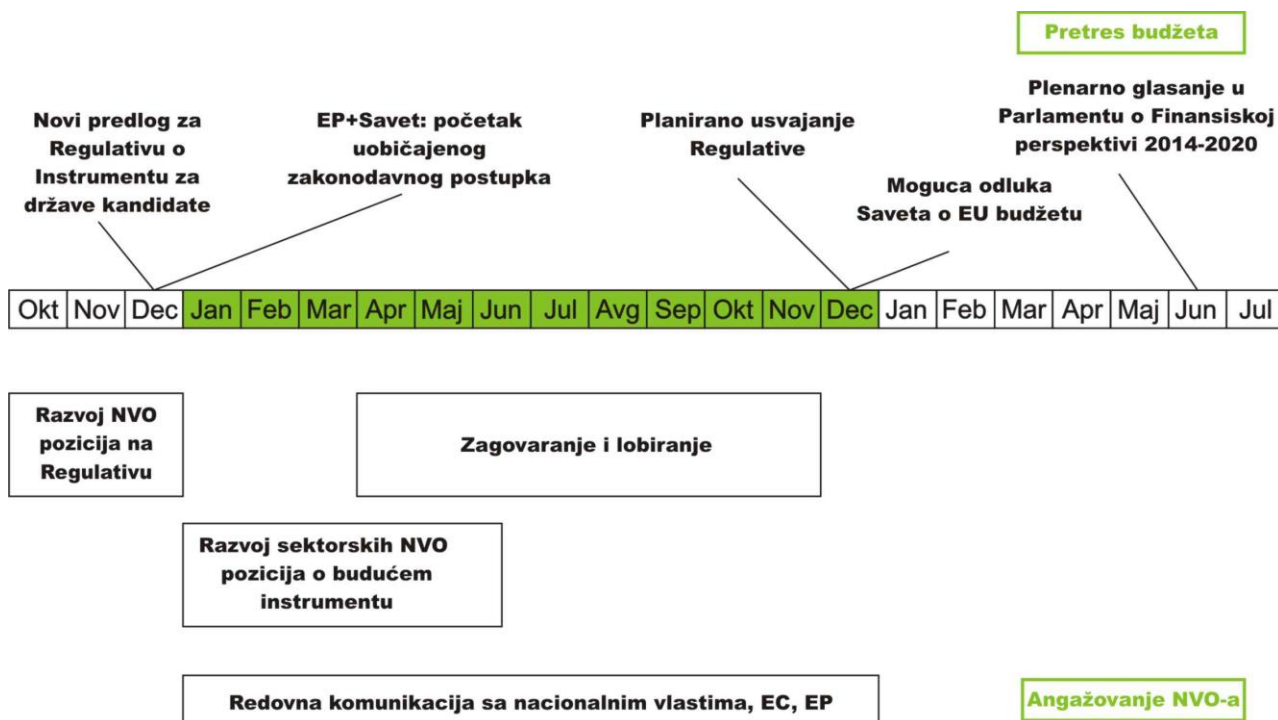 Pretres budžeta
Novi predlog za
Regulativu o
Instrumentu za
države kandidate
EP+Savet: početak
uobičajenog
zakonodavnog postupka
Planirano usvajanje
Regulative
Moguca odluka
Saveta o EU budžetu
Plenarno glasanje u
Parlamentu o Finansiskoj
perspektivi 2014-2020
Okt Nov Dec Jan Feb Mar Apr Maj Jun Jul Avg Sep Okt Nov Dec Jan Feb Mar Apr Maj Jun Jul
Razvoj NVO
pozicija na
Regulativu
Zagovaranje i lobiranje
Razvoj sektorskih NVO
pozicija o budućem
instrumentu
Redovna komunikacija sa nacionalnim vlastima, EC, EP
Angažovanje NVO-a